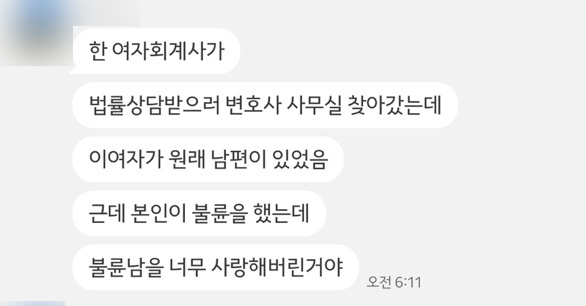 한 여자회계사가
법률상담받으러 변호사 사무실 찾아갔는데
이여자가 원래 남편이 있었음
근데 본인이 불륜을 했는데
불륜남을 너무 사랑해버린거야
오전 6:11